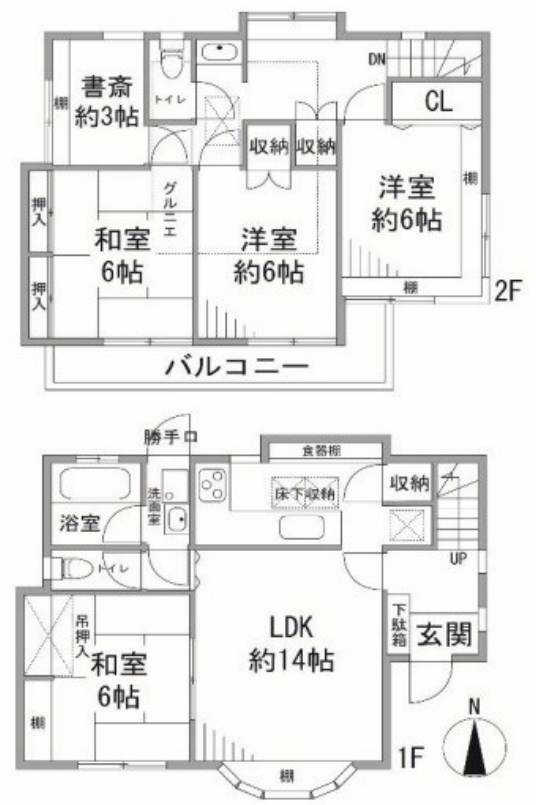 書斎
約3帖
棚
トイレ
DN
CL
収納
収納
洋室
約6帖
棚
棚
押入
押入
グルニエ
和室
6帖
洋室
約6帖
2F
バルコニー
勝手口
食器棚
洗面室
床下収納
収納
浴室
トイレ
UP
吊押入
和室
6帖
棚
LDK
約14帖
下駄箱
玄関
棚
1F
N